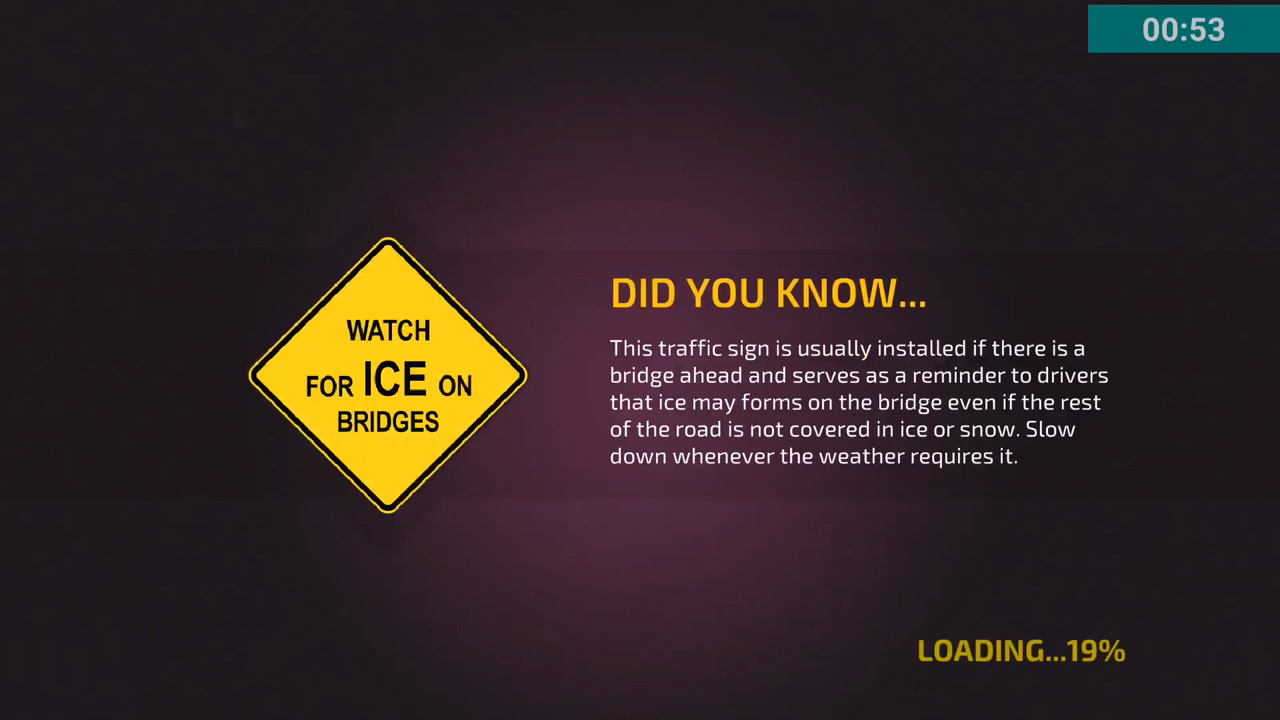 00:53
WATCH
FOR ICE ON
BRIDGES
DID YOU KNOW...
This traffic sign is usually installed if there is a
bridge ahead and serves as a reminder to drivers
that ice may forms on the bridge even if the rest
of the road is not covered in ice or snow. Slow
down whenever the weather requires it.
LOADING...19%